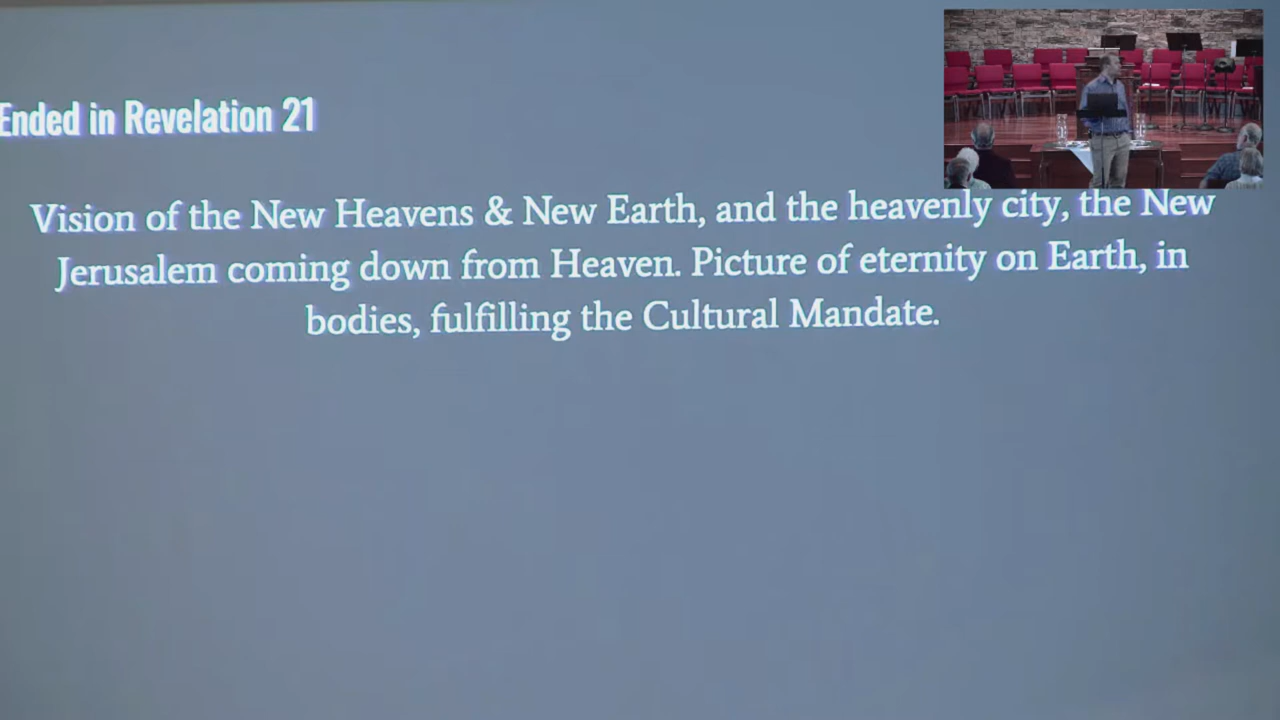 Ended in Revelation 21
Vision of the New Heavens & New Earth, and the heavenly city, the New
Jerusalem coming down from Heaven. Picture of eternity on Earth, in
bodies, fulfilling the Cultural Mandate.